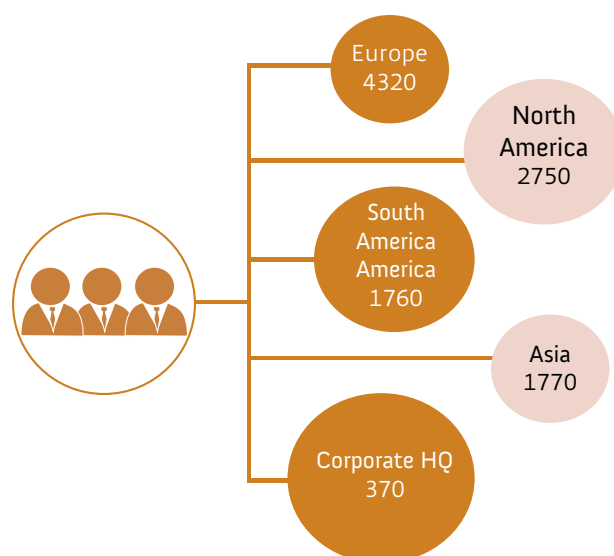 Europe
4320
North
America
2750
South
America
America
1760
Asia
1770
Corporate HQ
370